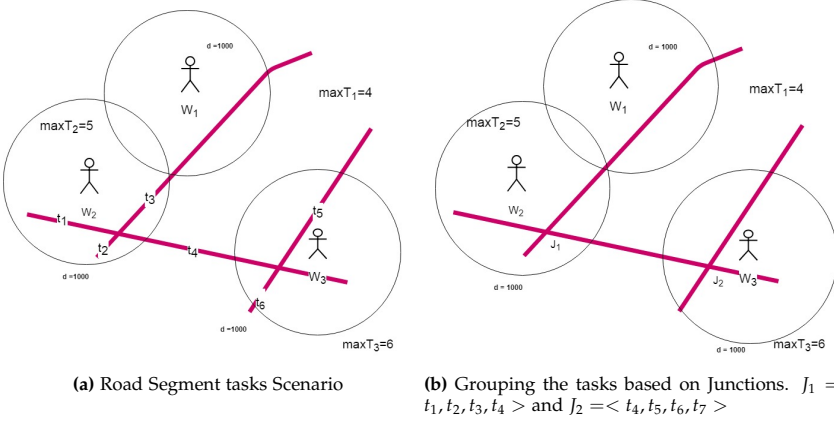 d =1000
W1
maxT1=4
maxT2=5
W2
t3
t1
t2
t4
t5
W3
t6
d =1000
d =1000
maxT3=6
(a) Road Segment tasks Scenario
d = 1000
W1
maxT1=4
maxT2=5
W2
J1
J2
W3
d = 1000
d = 1000
maxT3=6
(b) Grouping the tasks based on Junctions. J1 =
t1, t2, t3, t4 > and J2 =< t4, t5, t6, t7 >